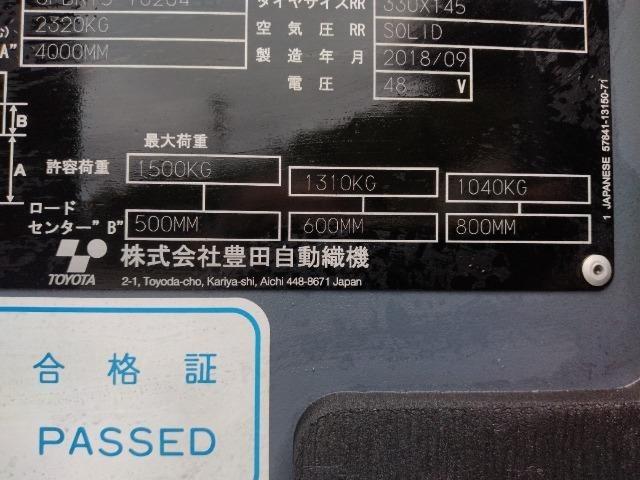 タイヤサイズRR 330X145
2320KG 空気圧RR SOLID
A" 4000MM 製造年月 2018/09
電圧 48 V
B
A
最大荷重
許容荷重 1500KG 1310KG 1040KG
ロード
センター"B" 500MM 600MM 800MM
1 JAPANESE 57841-13150-71
TOYOTA
株式会社豊田自動織機
2-1, Toyoda-cho, Kariya-shi, Aichi 448-8671 Japan
合格証
PASSED